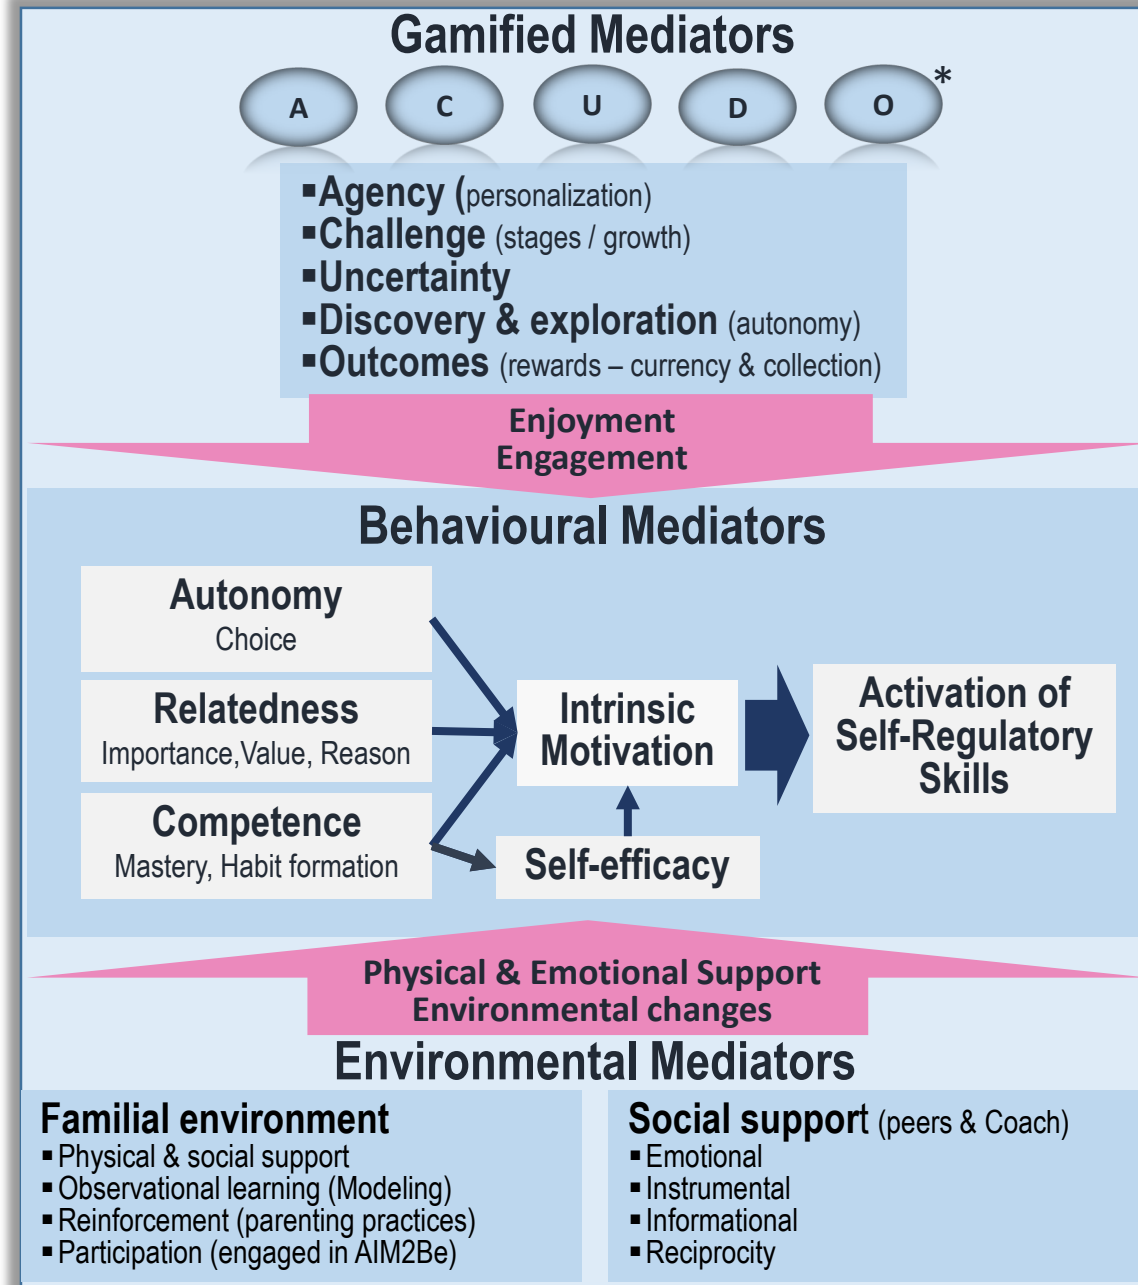 Gamified Mediators
A C U D O *
▪Agency (personalization)
▪Challenge (stages / growth)
▪Uncertainty
▪Discovery & exploration (autonomy)
▪Outcomes (rewards – currency & collection)
Enjoyment
Engagement
Behavioural Mediators
Autonomy
Choice
Relatedness
Importance,Value, Reason
Competence
Mastery, Habit formation
Intrinsic
Motivation
Self-efficacy
Activation of
Self-Regulatory
Skills
Physical & Emotional Support
Environmental changes
Environmental Mediators
Familial environment
▪Physical & social support
▪Observational learning (Modeling)
▪Reinforcement (parenting practices)
▪Participation (engaged in AIM2Be)
Social support (peers & Coach)
▪Emotional
▪Instrumental
▪Informational
▪Reciprocity